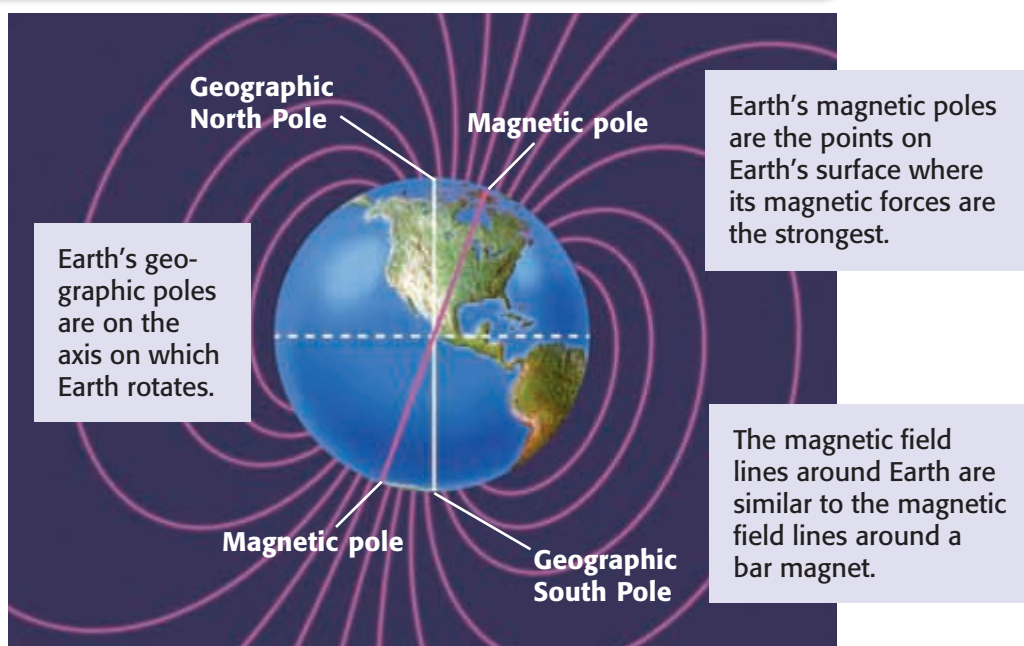 Geographic
North Pole
Magnetic pole
Earth's magnetic poles
are the points on
Earth's surface where
its magnetic forces are
the strongest.
Earth's geo-
graphic poles
are on the
axis on which
Earth rotates.
The magnetic field
lines around Earth are
similar to the magnetic
field lines around a
bar magnet.
Magnetic pole
Geographic
South Pole